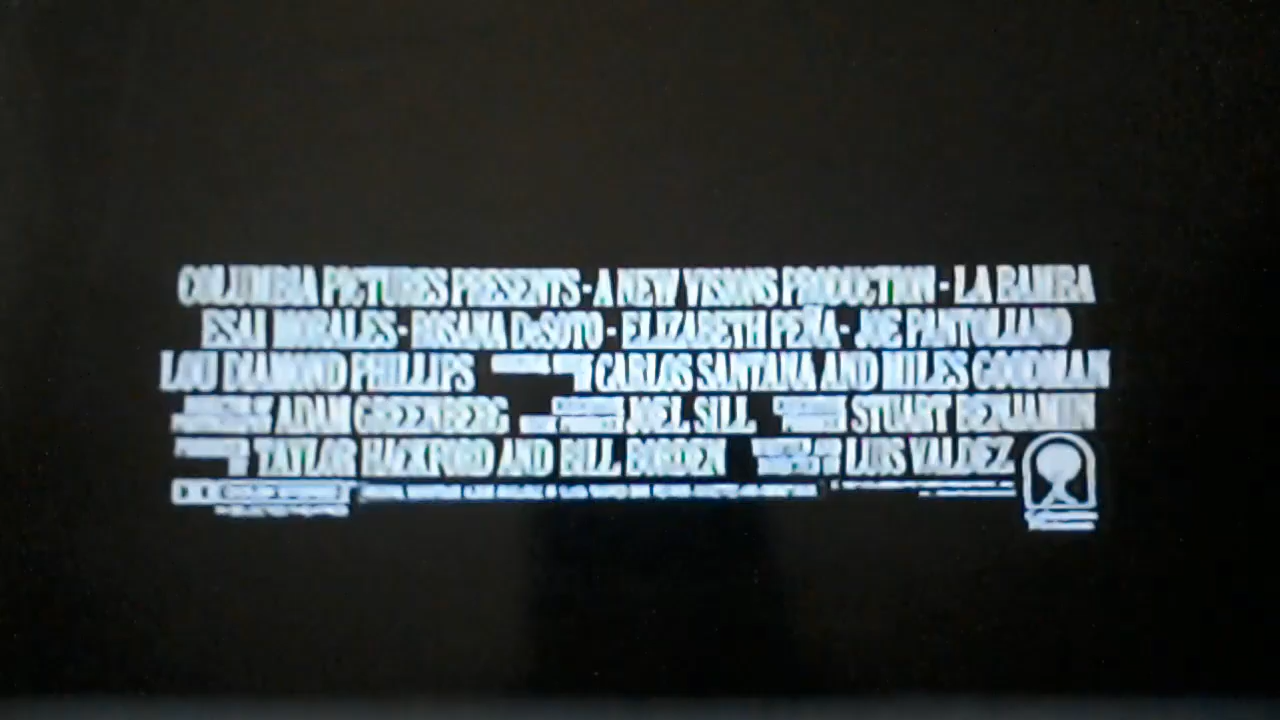 COLUMBIA PICTURES PRESENTS - A NEW VISIONS PRODUCTION - LA BAMBA
ESAI MORALES - ROSANA DeSOTO - ELIZABETH PEÑA - JOE PANTOLIANO
LOU DIAMOND PHILLIPS CARLOS SANTANA AND MILES GOODMAN
ADAM GREENBERG JOEL SILL STUART BENJAMIN
TAYLOR HACKFORD AND BILL BORDEN LUIS VALDEZ